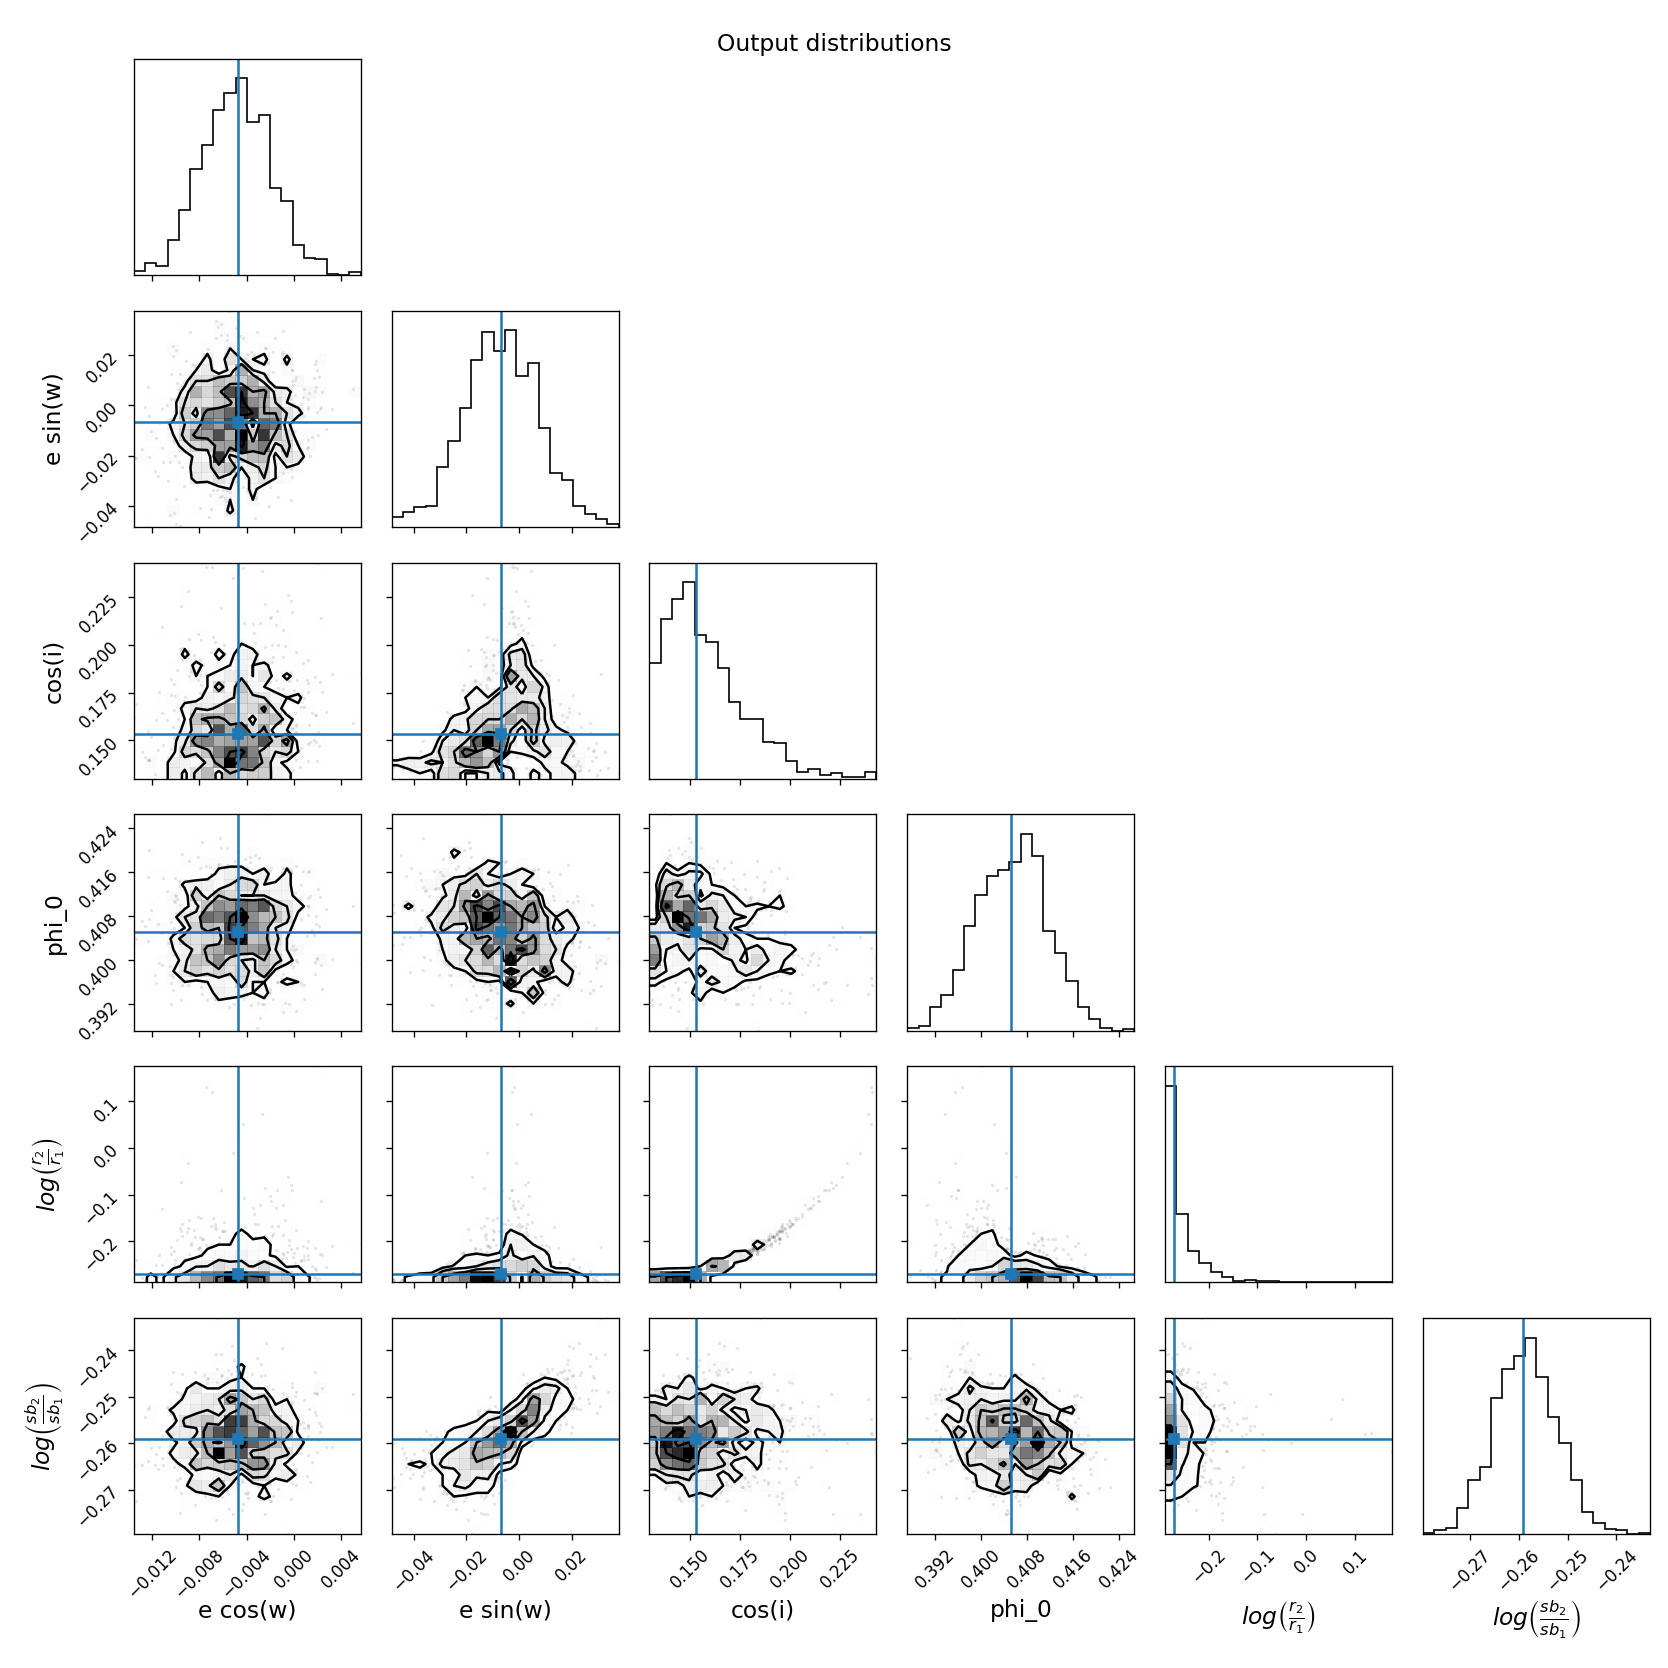 Output distributions
e sin(w)
0.02
0.00
−0.02
−0.04
cos(i)
0.225
0.200
0.175
0.150
phi_0
0.424
0.416
0.408
0.400
0.392
log(r₂/r₁)
0.1
0.0
−0.1
−0.2
log(sb₂/sb₁)
−0.24
−0.25
−0.26
−0.27
−0.012 −0.008 −0.004 0.000 0.004 −0.04 −0.02 0.00 0.02 0.150 0.175 0.200 0.225 0.392 0.400 0.408 0.416 0.424 −0.2 −0.1 0.0 0.1 −0.27 −0.26 −0.25 −0.24
e cos(w) e sin(w) cos(i) phi_0 log(r₂/r₁) log(sb₂/sb₁)